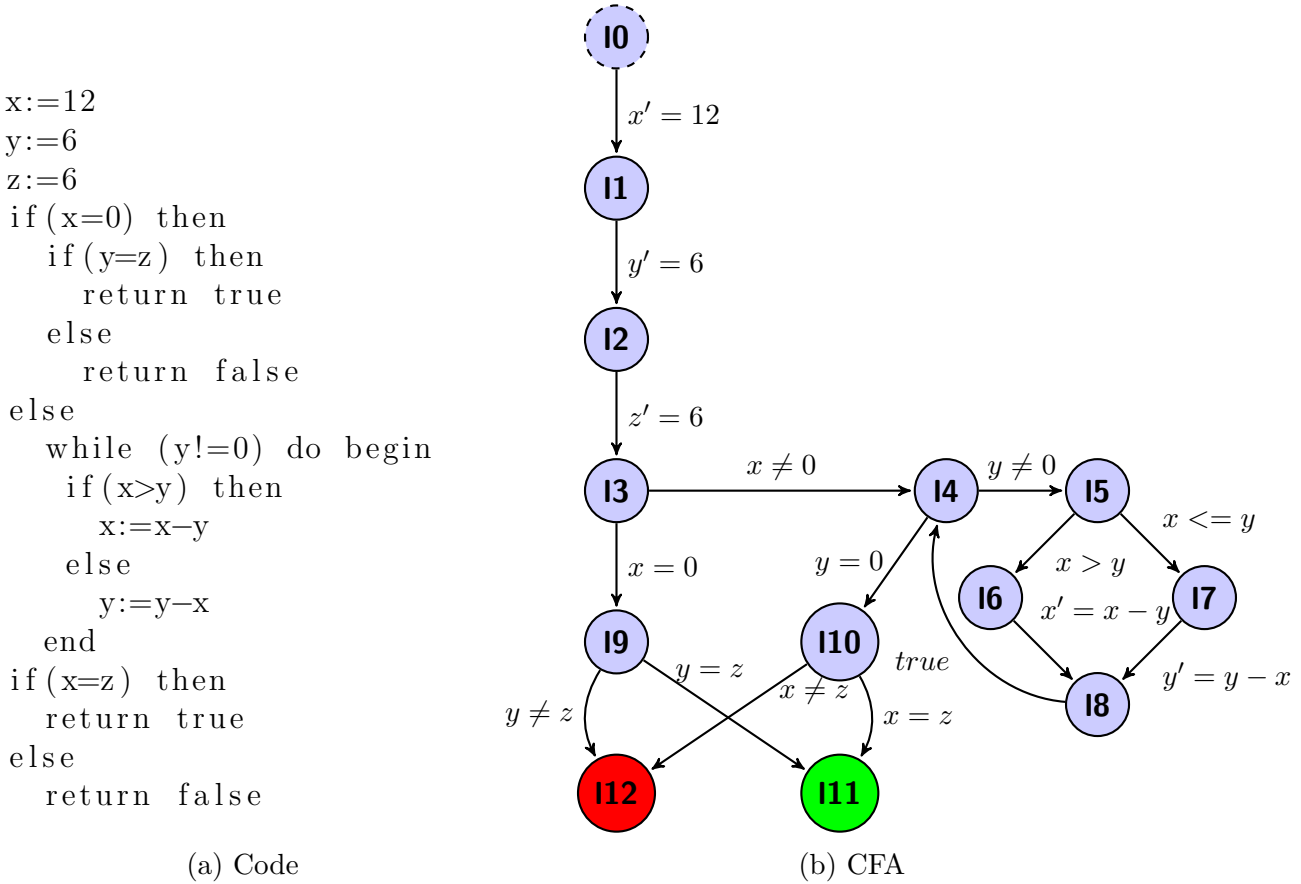 x:=12
y:=6
z:=6
if(x=0) then
if(y=z) then
return true
else
return false
else
while (y!=0) do begin
if(x>y) then
x:=x−y
else
y:=y−x
end
if(x=z) then
return true
else
return false
(a) Code
l0
x′ = 12
l1
y′ = 6
l2
z′ = 6
l3
x ≠ 0
l4
y ≠ 0
l5
x <= y
x = 0
y = 0
x > y
l6
x′ = x − y
l7
l9
l10
y = z
true
x ≠ z
y′ = y − x
y ≠ z
x = z
l8
l12
l11
(b) CFA